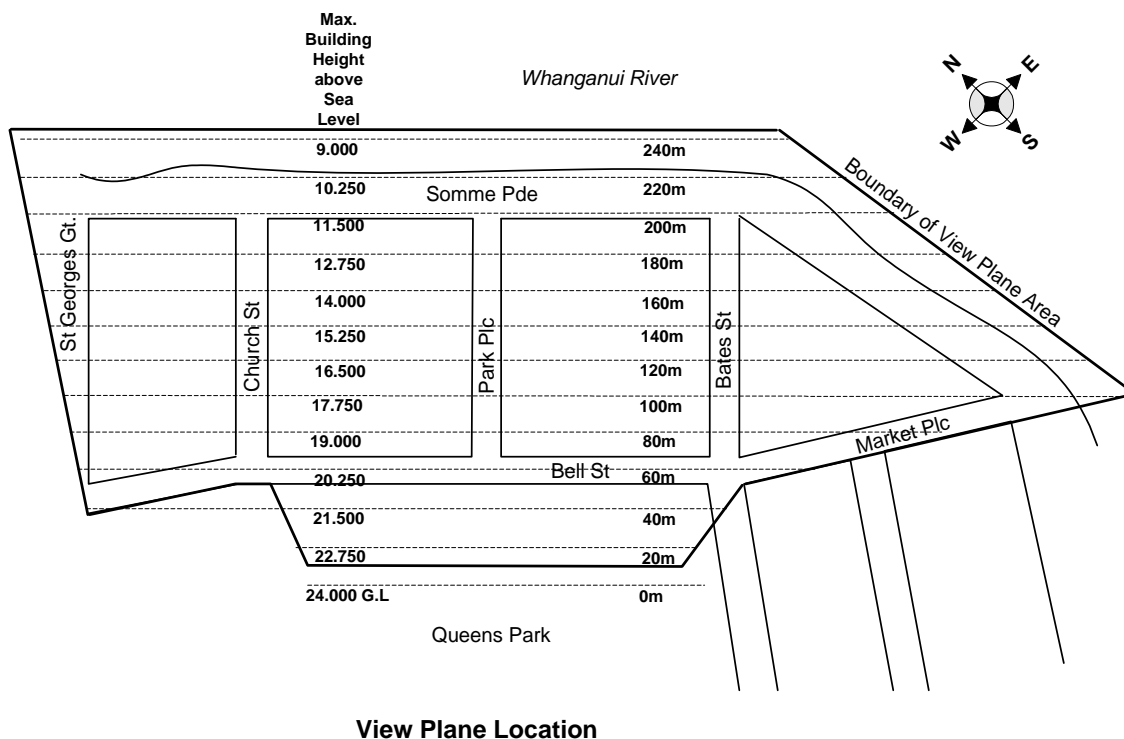 Max.
Building
Height
above
Sea
Level
Whanganui River
N
E
W
S
9.000 240m
10.250 220m
Somme Pde
11.500 200m
12.750 180m
14.000 160m
15.250 140m
16.500 120m
17.750 100m
19.000 80m
20.250 60m
21.500 40m
22.750 20m
24.000 G.L 0m
St Georges Gt.
Church St
Park Plc
Bates St
Boundary of View Plane Area
Market Plc
Bell St
Queens Park
View Plane Location